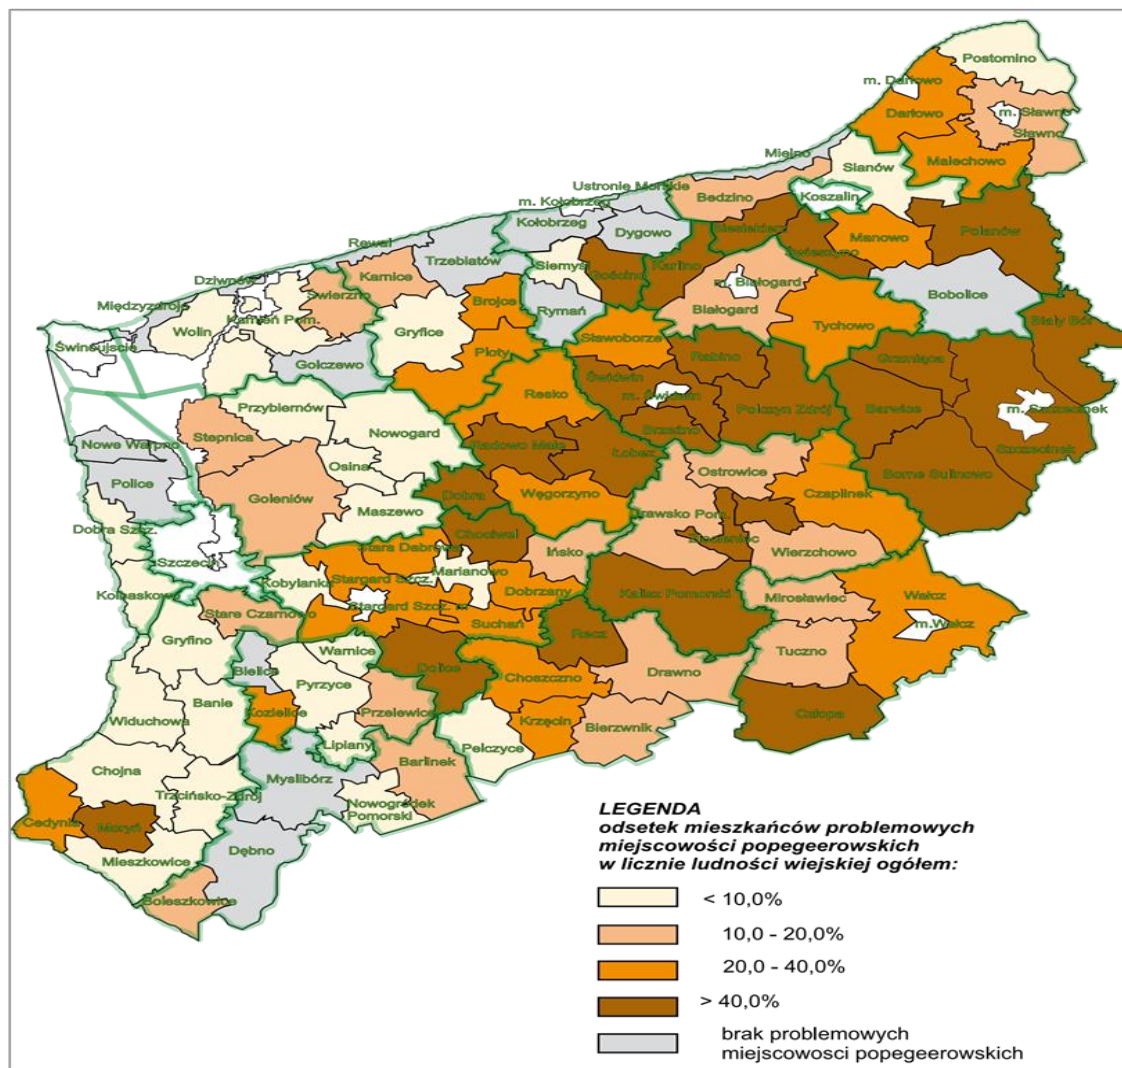 Postomino
m. Darłowo
Darłowo
m. Sławno
Sławno
Mielno
Sianów
Malechowo
Ustronie Morskie
Będzino
Koszalin
m. Kołobrzeg
Kołobrzeg
Dygowo
Biesiekierz
Manowo
Polanów
Rewal
Trzebiatów
Siemyśl
Gościno
Karlino
Świeszyno
Dziwnów
Karnice
m. Białogard
Międzyzdroje
Świerzno
Brojce
Rymań
Białogard
Bobolice
Wolin
Kamień Pom.
Gryfice
Tychowo
Biały Bór
Świnoujście
Golczewo
Płoty
Sławoborze
Rąbino
Grzmiąca
Świdwin
m. Świdwin
Resko
Połczyn Zdrój
Barwice
m. Szczecinek
Przybiernów
Nowogard
Brzeżno
Nowe Warpno
Stepnica
Radowo Małe
Łobez
Szczecinek
Osina
Ostrowice
Borne Sulinowo
Police
Goleniów
Dobra
Węgorzyno
Czaplinek
Maszewo
Drawsko Pom.
Dobra Szcz.
Chociwel
Złocieniec
Stara Dąbrowa
Ińsko
Wierzchowo
Szczecin
Marianowo
Kobylanka
Stargard Szcz.
Dobrzany
Kołbaskowo
Kalisz Pomorski
Mirosławiec
Wałcz
Stare Czarnowo
Stargard Szcz. m
Suchań
m.Wałcz
Gryfino
Recz
Warnice
Tuczno
Bielice
Dolice
Drawno
Pyrzyce
Choszczno
Banie
Kozielice
Przelewice
Widuchowa
Krzęcin
Bierzwnik
Człopa
Lipiany
Pełczyce
Barlinek
Chojna
Myślibórz
Trzcińsko-Zdrój
Nowogródek
Pomorski
Cedynia
Moryń
Dębno
Mieszkowice
Boleszkowice
LEGENDA
odsetek mieszkańców problemowych
miejscowości popegeerowskich
w licznie ludności wiejskiej ogółem:
< 10,0%
10,0 - 20,0%
20,0 - 40,0%
> 40,0%
brak problemowych
miejscowosci popegeerowskich